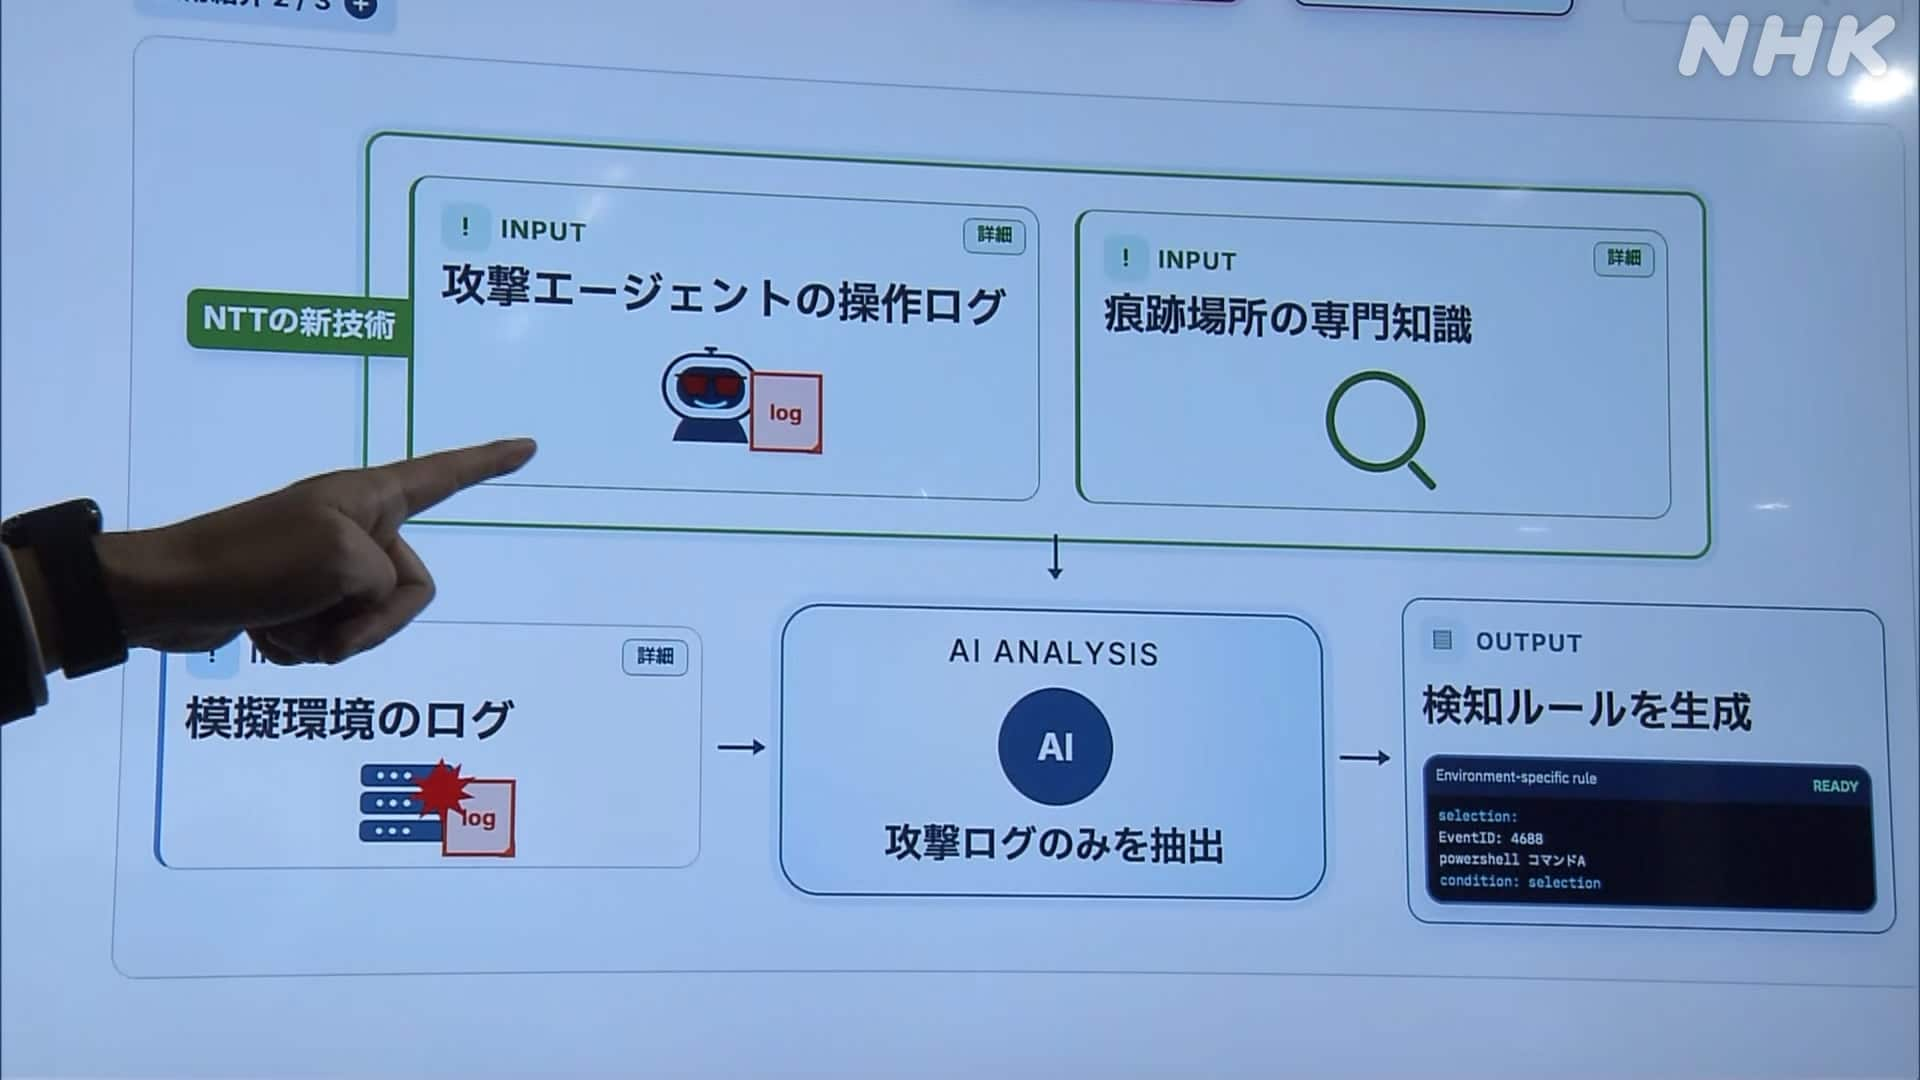 2 / 3
NHK
! INPUT
詳細
攻撃エージェントの操作ログ
log
! INPUT
詳細
痕跡場所の専門知識
NTTの新技術
!
詳細
模擬環境のログ
log
AI ANALYSIS
AI
攻撃ログのみを抽出
OUTPUT
検知ルールを生成
Environment-specific rule
READY
selection:
EventID: 4688
powershell コマンドA
condition: selection